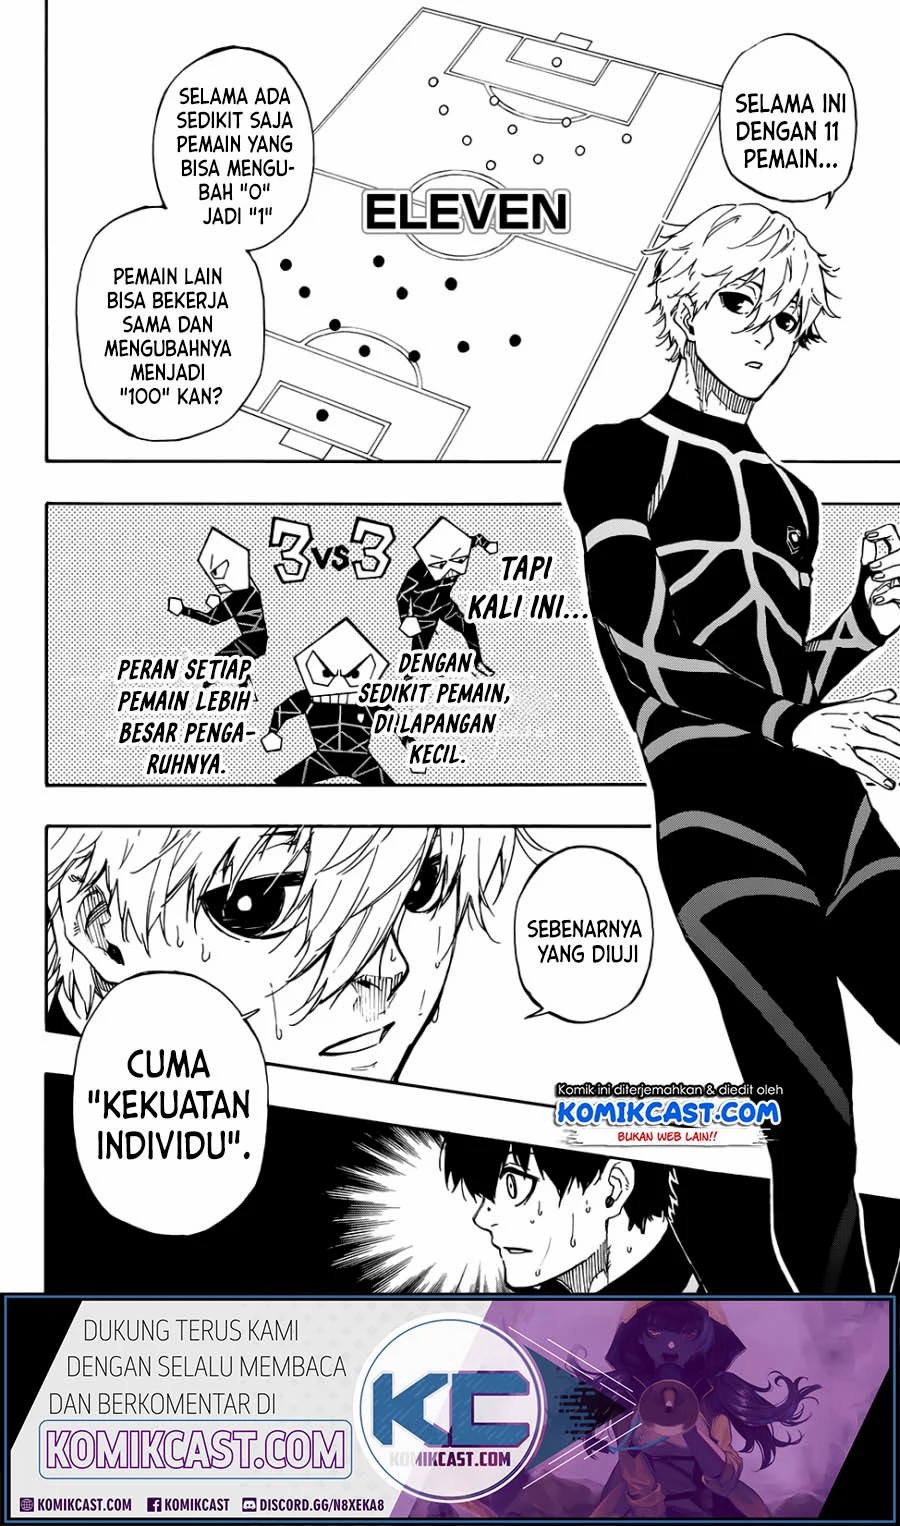 SELAMA INI
DENGAN 11
PEMAIN...
SELAMA ADA
SEDIKIT SAJA
PEMAIN YANG
BISA MENGU-
BAH "0"
JADI "1"
PEMAIN LAIN
BISA BEKERJA
SAMA DAN
MENGUBAHNYA
MENJADI
"100" KAN?
ELEVEN
3 VS 3
TAPI
KALI INI...
DENGAN
SEDIKIT PEMAIN,
DI LAPANGAN
KECIL.
PERAN SETIAP
PEMAIN LEBIH
BESAR PENGA-
RUHNYA.
SEBENARNYA
YANG DIUJI
CUMA
"KEKUATAN
INDIVIDU".
Komik ini diterjemahkan & diedit oleh
KOMIKCAST.COM
BUKAN WEB LAIN!!
DUKUNG TERUS KAMI
DENGAN SELALU MEMBACA
DAN BERKOMENTAR DI
KOMIKCAST.COM
KC
KOMIKCAST.COM
KOMIKCAST.COM
KOMIKCAST
DISCORD.GG/N8XEKA8